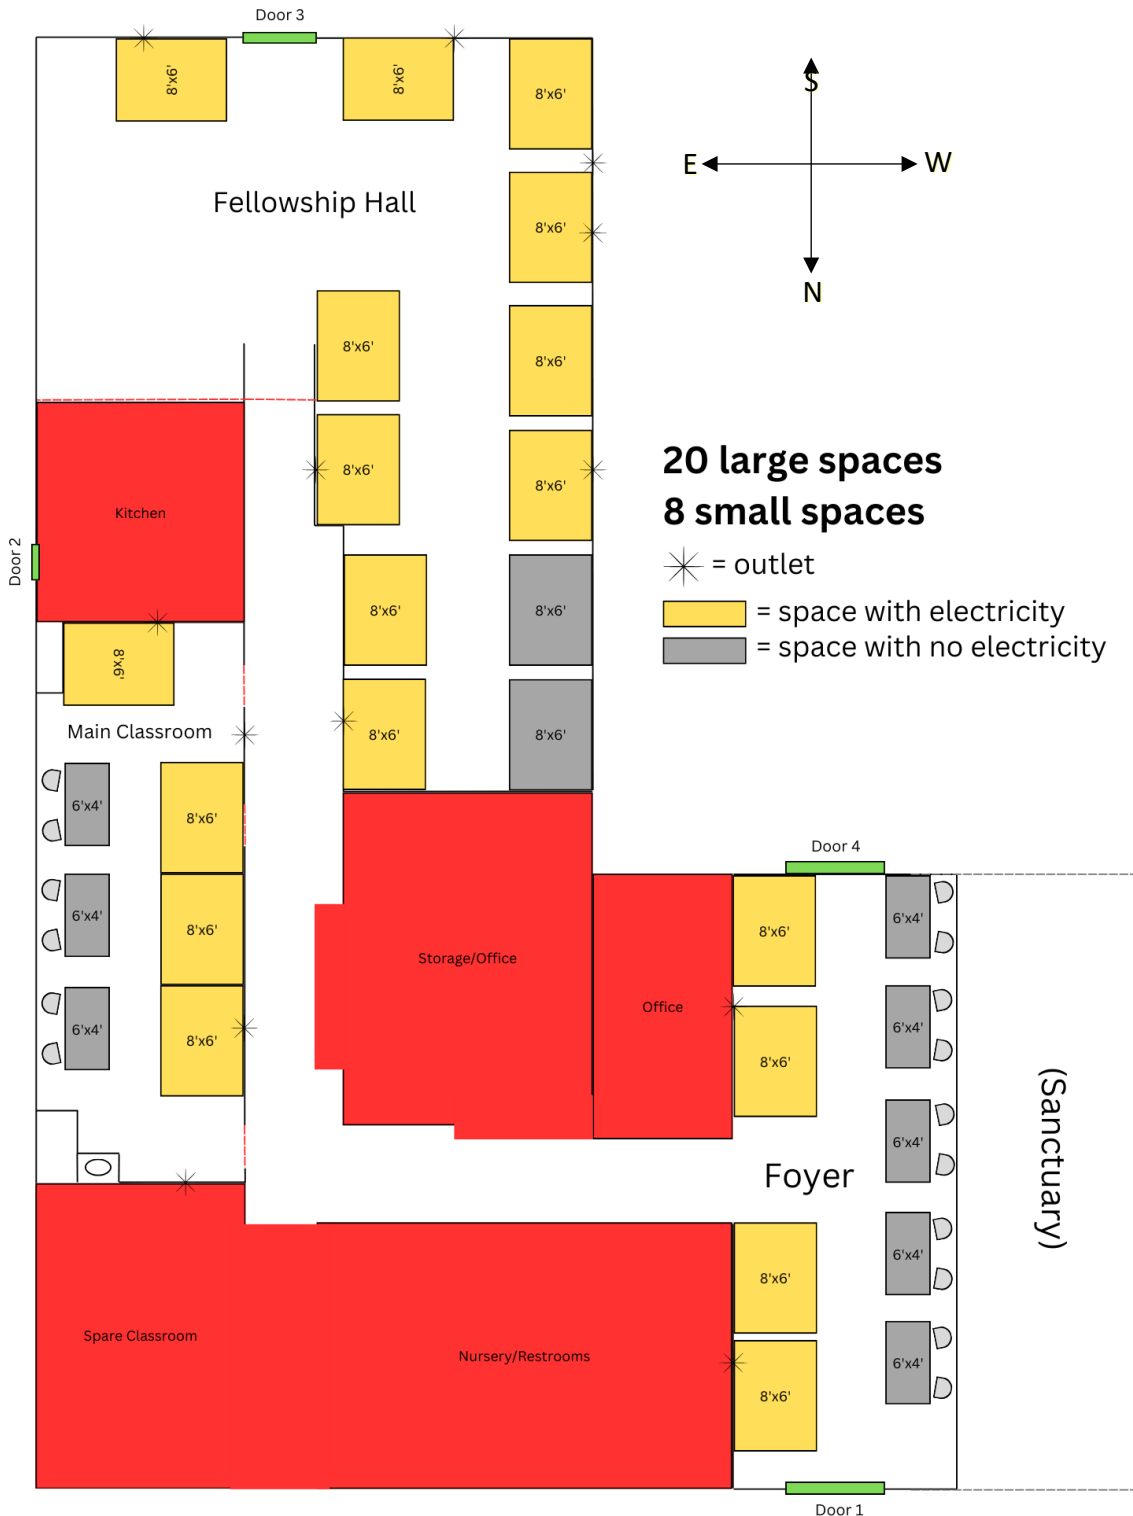 Door 3
8'x6'
8'x6'
8'x6'
S
E
W
N
Fellowship Hall
8'x6'
8'x6'
8'x6'
8'x6'
8'x6'
20 large spaces
8 small spaces
= outlet
= space with electricity
= space with no electricity
Kitchen
Door 2
8'x6'
8'x6'
8'x6'
Main Classroom
8'x6'
8'x6'
6'x4'
8'x6'
6'x4'
8'x6'
6'x4'
8'x6'
Storage/Office
Office
Door 4
8'x6'
6'x4'
8'x6'
6'x4'
6'x4'
Foyer
(Sanctuary)
8'x6'
6'x4'
8'x6'
6'x4'
Spare Classroom
Nursery/Restrooms
Door 1